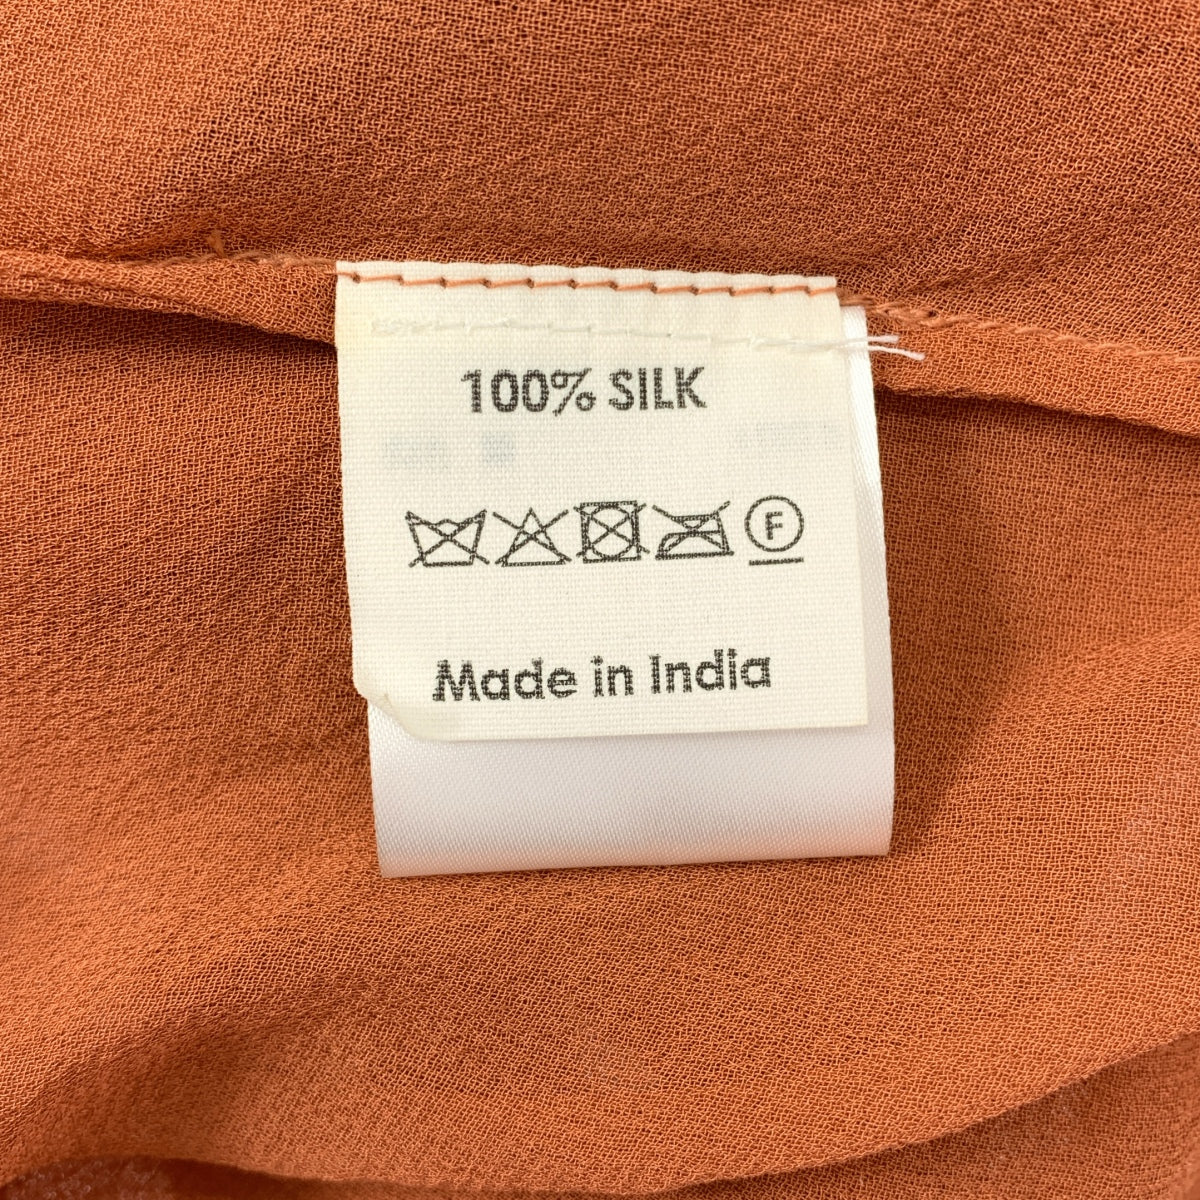 100% SILK
F
Made in India